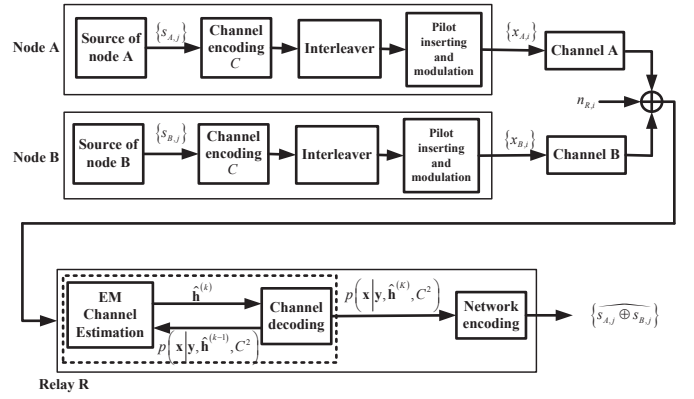 Node A
Source of
node A
{s_{A,j}}
Channel
encoding
C
Interleaver
Pilot
inserting
and
modulation
{x_{A,i}}
Channel A
n_{R,i}
Node B
Source of
node B
{s_{B,j}}
Channel
encoding
C
Interleaver
Pilot
inserting
and
modulation
{x_{B,i}}
Channel B
EM
Channel
Estimation
ĥ^{(k)}
p(x|y,ĥ^{(k-1)},C^2)
Channel
decoding
p(x|y,ĥ^{(K)},C^2)
Network
encoding
{\widehat{s_{A,j} ⊕ s_{B,j}}}
Relay R